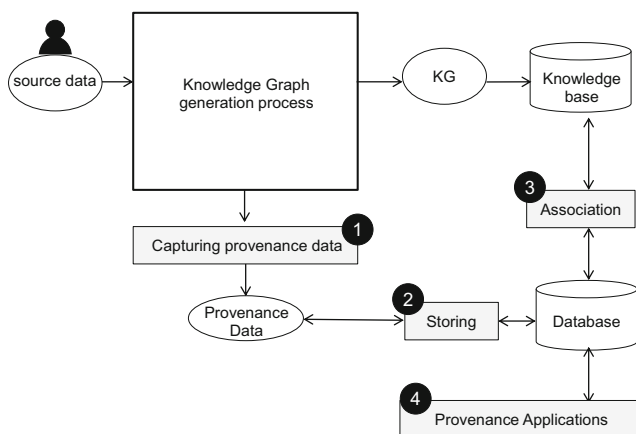 source data
Knowledge Graph
generation process
KG
Knowledge
base
3
Association
1
Capturing provenance data
2
Provenance
Data
Storing
Database
4
Provenance Applications